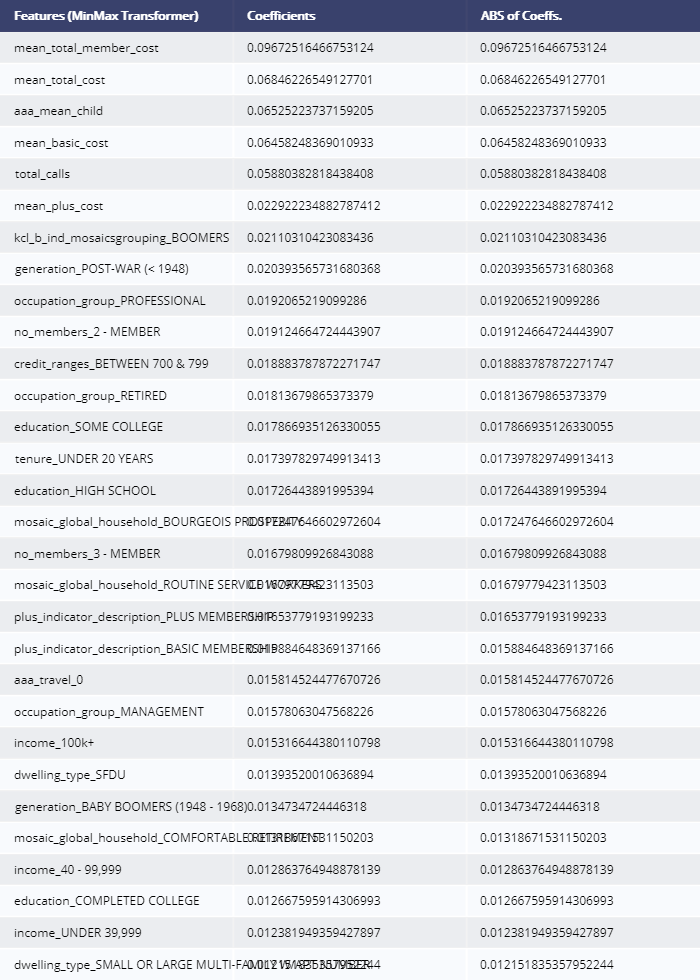 Features (MinMax Transformer) Coefficients ABS of Coeffs.
mean_total_member_cost 0.09672516466753124 0.09672516466753124
mean_total_cost 0.06846226549127701 0.06846226549127701
aaa_mean_child 0.06525223737159205 0.06525223737159205
mean_basic_cost 0.06458248369010933 0.06458248369010933
total_calls 0.05880382818438408 0.05880382818438408
mean_plus_cost 0.022922234882787412 0.022922234882787412
kcl_b_ind_mosaicsgrouping_BOOMERS 0.02110310423083436 0.02110310423083436
generation_POST-WAR (< 1948) 0.020393565731680368 0.020393565731680368
occupation_group_PROFESSIONAL 0.0192065219099286 0.0192065219099286
no_members_2 - MEMBER 0.019124664724443907 0.019124664724443907
credit_ranges_BETWEEN 700 & 799 0.018883787872271747 0.018883787872271747
occupation_group_RETIRED 0.01813679865373379 0.01813679865373379
education_SOME COLLEGE 0.017866935126330055 0.017866935126330055
tenure_UNDER 20 YEARS 0.017397829749913413 0.017397829749913413
education_HIGH SCHOOL 0.01726443891995394 0.01726443891995394
mosaic_global_household_BOURGEOIS PROSPERITY 0.017247646602972604 0.017247646602972604
no_members_3 - MEMBER 0.01679809926843088 0.01679809926843088
mosaic_global_household_ROUTINE SERVICE WORKERS 0.01679779423113503 0.01679779423113503
plus_indicator_description_PLUS MEMBERSHIP 0.01653779193199233 0.01653779193199233
plus_indicator_description_BASIC MEMBERSHIP 0.015884648369137166 0.015884648369137166
aaa_travel_0 0.015814524477670726 0.015814524477670726
occupation_group_MANAGEMENT 0.01578063047568226 0.01578063047568226
income_100k+ 0.015316644380110798 0.015316644380110798
dwelling_type_SFDU 0.01393520010636894 0.01393520010636894
generation_BABY BOOMERS (1948 - 1968) 0.0134734724446318 0.0134734724446318
mosaic_global_household_COMFORTABLE RETIREMENT 0.01318671531150203 0.01318671531150203
income_40 - 99,999 0.012863764948878139 0.012863764948878139
education_COMPLETED COLLEGE 0.012667595914306993 0.012667595914306993
income_UNDER 39,999 0.012381949359427897 0.012381949359427897
dwelling_type_SMALL OR LARGE MULTI-FAMILY W/APT NUMBER 0.012151835357952244 0.012151835357952244